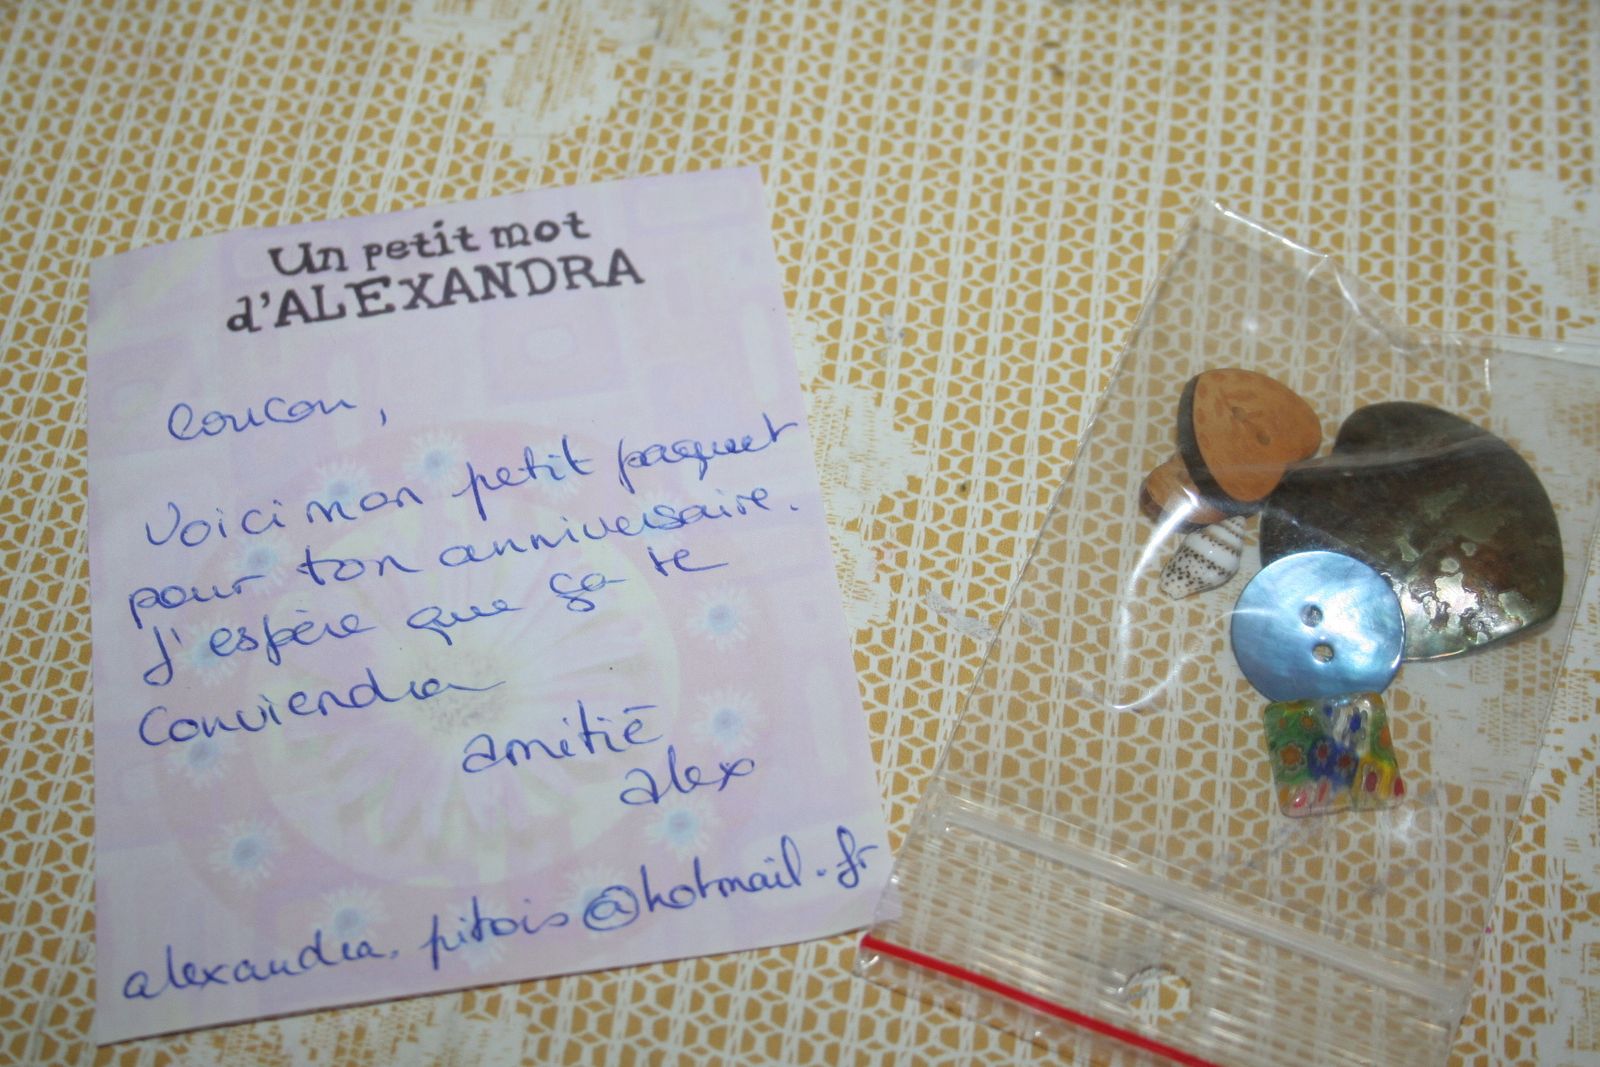 Un petit mot
d'ALEXANDRA
Coucou,
Voici mon petit paquet
pour ton anniversaire.
J'espère que ça te
Conviendra
amitié
alex
alexandra.pitois@hotmail.fr